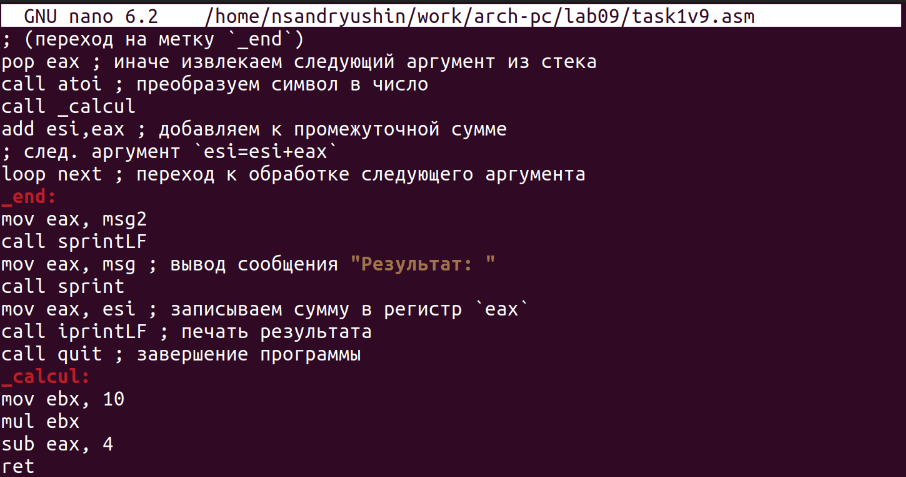 GNU nano 6.2    /home/nsandryushin/work/arch-pc/lab09/task1v9.asm
; (переход на метку `_end`)
pop eax ; иначе извлекаем следующий аргумент из стека
call atoi ; преобразуем символ в число
call _calcul
add esi,eax ; добавляем к промежуточной сумме
; след. аргумент `esi=esi+eax`
loop next ; переход к обработке следующего аргумента
_end:
mov eax, msg2
call sprintLF
mov eax, msg ; вывод сообщения "Результат: "
call sprint
mov eax, esi ; записываем сумму в регистр `eax`
call iprintLF ; печать результата
call quit ; завершение программы
_calcul:
mov ebx, 10
mul ebx
sub eax, 4
ret